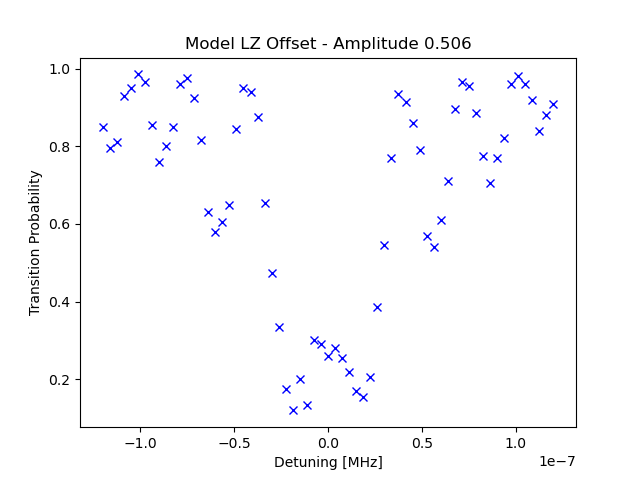 Model LZ Offset - Amplitude 0.506
Transition Probability
1.0
0.8
0.6
0.4
0.2
−1.0 −0.5 0.0 0.5 1.0
1e−7
Detuning [MHz]